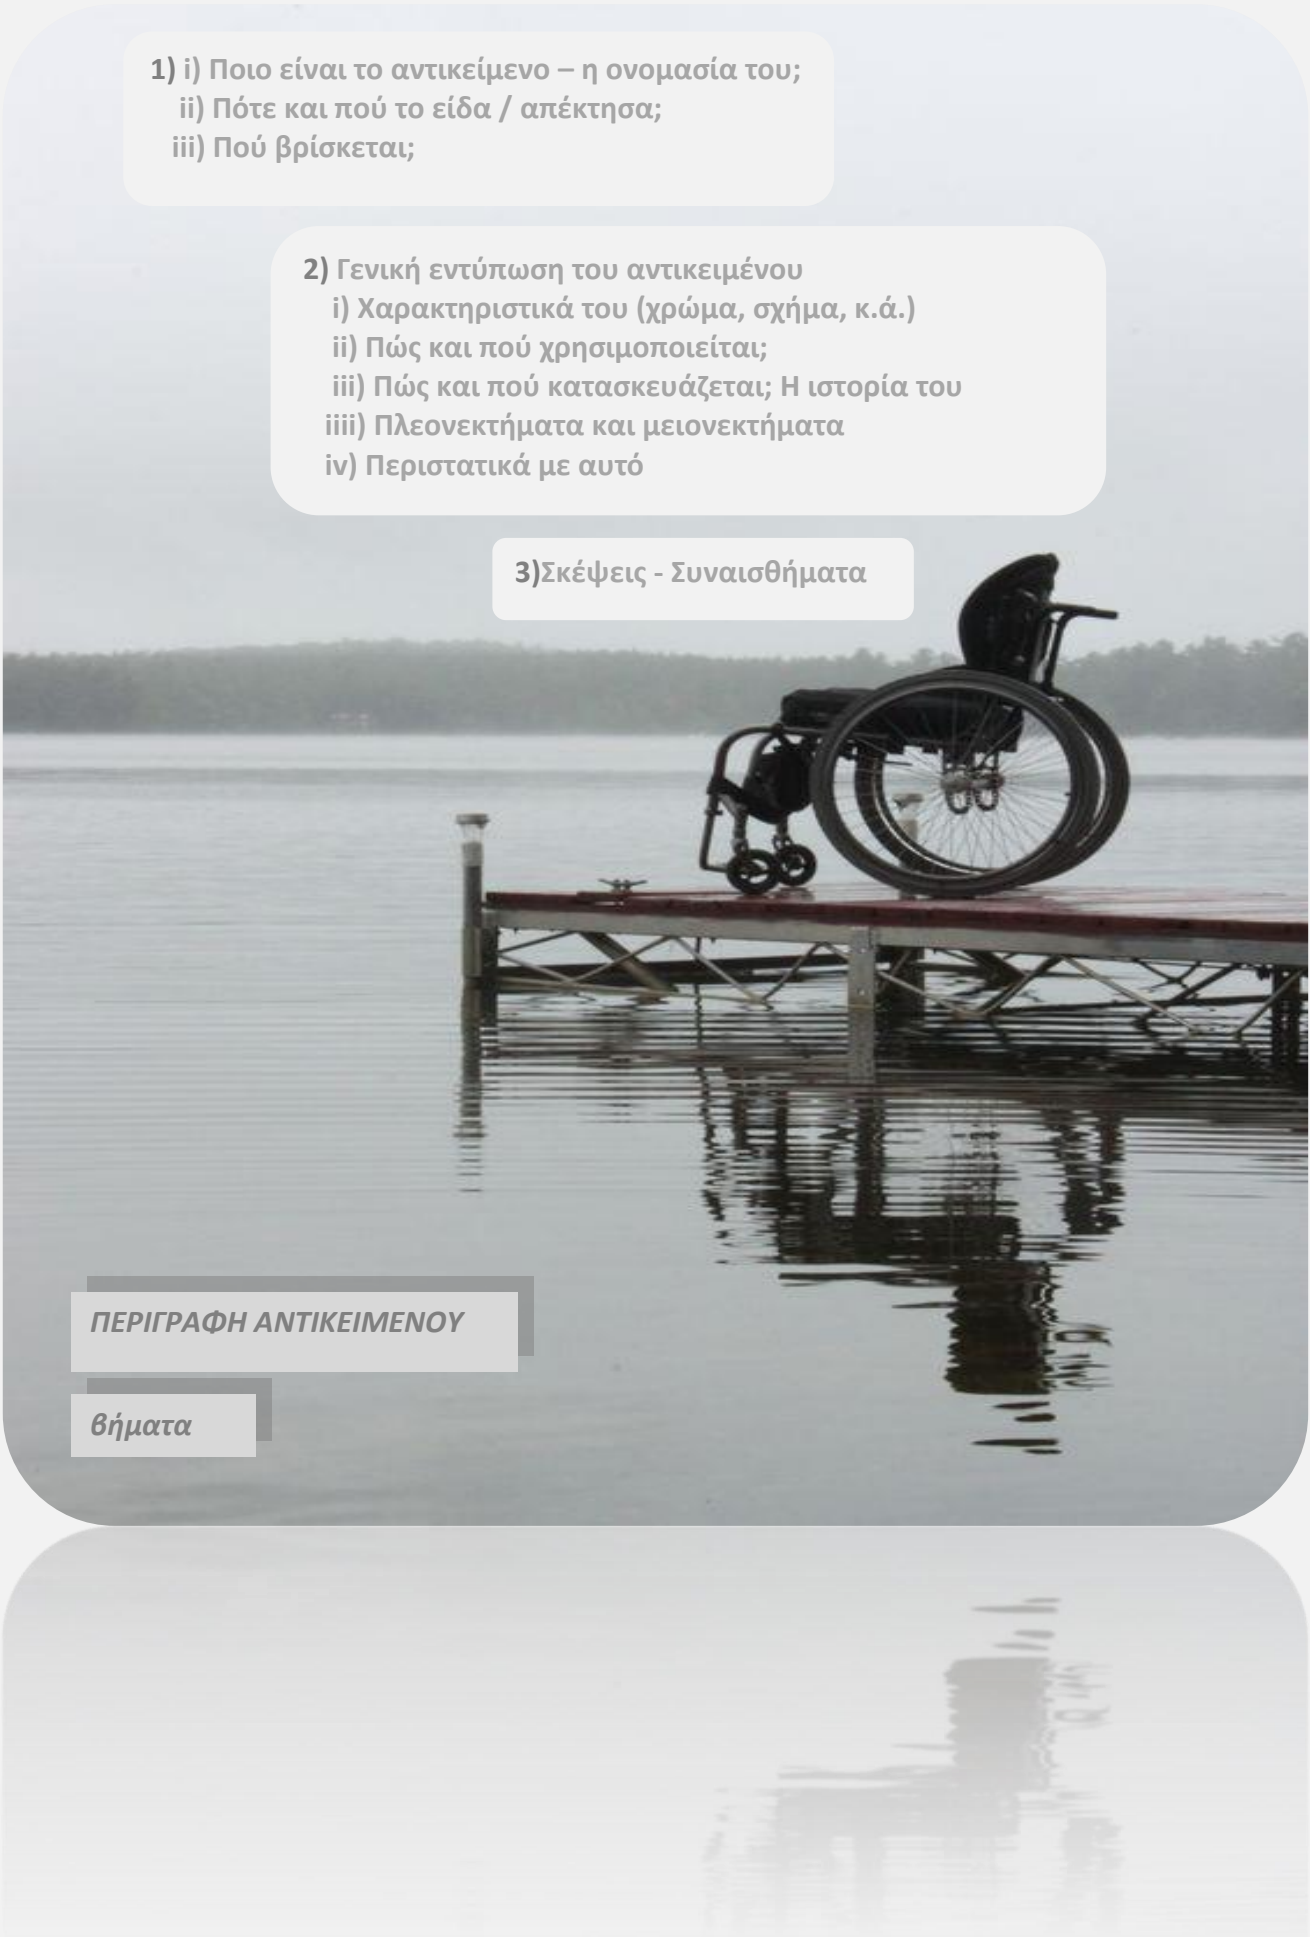 1) i) Ποιο είναι το αντικείμενο – η ονομασία του;
ii) Πότε και πού το είδα / απέκτησα;
iii) Πού βρίσκεται;
2) Γενική εντύπωση του αντικειμένου
i) Χαρακτηριστικά του (χρώμα, σχήμα, κ.ά.)
ii) Πώς και πού χρησιμοποιείται;
iii) Πώς και πού κατασκευάζεται; Η ιστορία του
iiii) Πλεονεκτήματα και μειονεκτήματα
iv) Περιστατικά με αυτό
3)Σκέψεις - Συναισθήματα
ΠΕΡΙΓΡΑΦΗ ΑΝΤΙΚΕΙΜΕΝΟΥ
βήματα